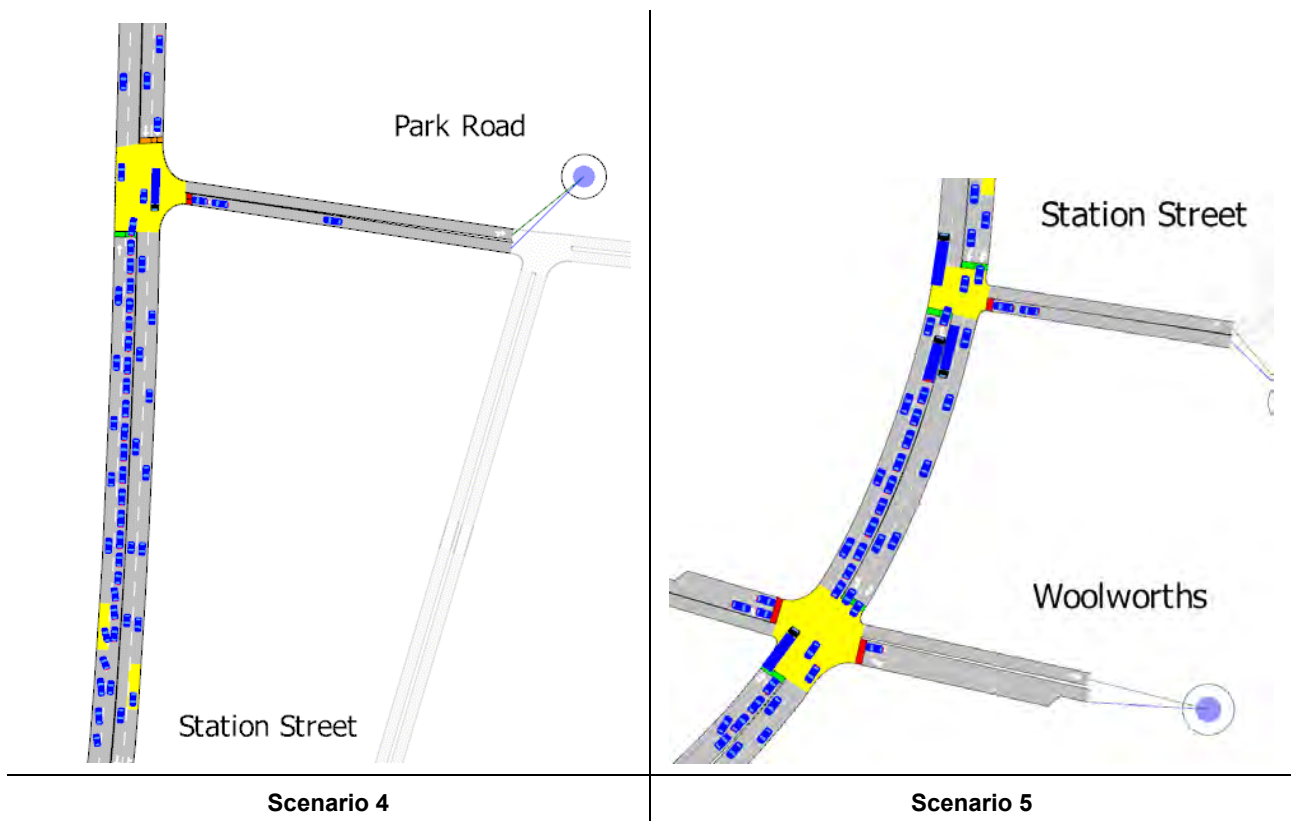 Park Road
Station Street
Scenario 4
Station Street
Woolworths
Scenario 5